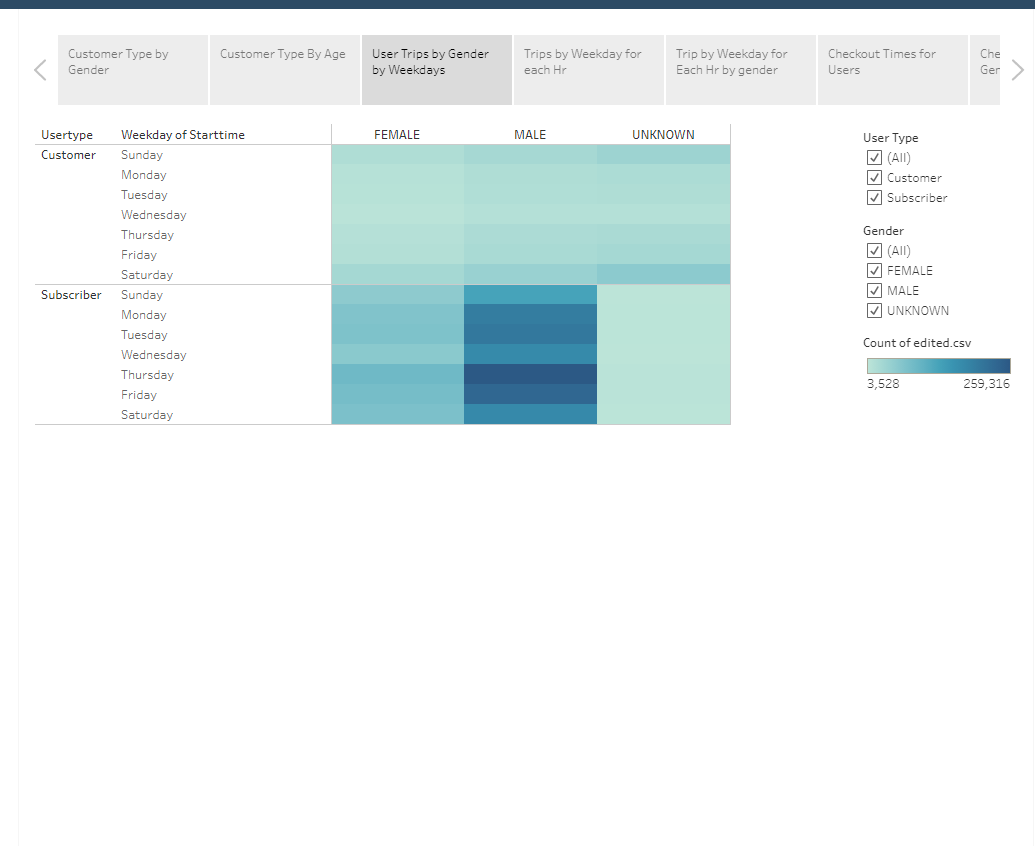 Customer Type by
Gender
Customer Type By Age
User Trips by Gender
by Weekdays
Trips by Weekday for
each Hr
Trip by Weekday for
Each Hr by gender
Checkout Times for
Users
Che
Ger
Usertype Weekday of Starttime FEMALE MALE UNKNOWN
Customer Sunday
Monday
Tuesday
Wednesday
Thursday
Friday
Saturday
Subscriber Sunday
Monday
Tuesday
Wednesday
Thursday
Friday
Saturday
User Type
(All)
Customer
Subscriber
Gender
(All)
FEMALE
MALE
UNKNOWN
Count of edited.csv
3,528 259,316